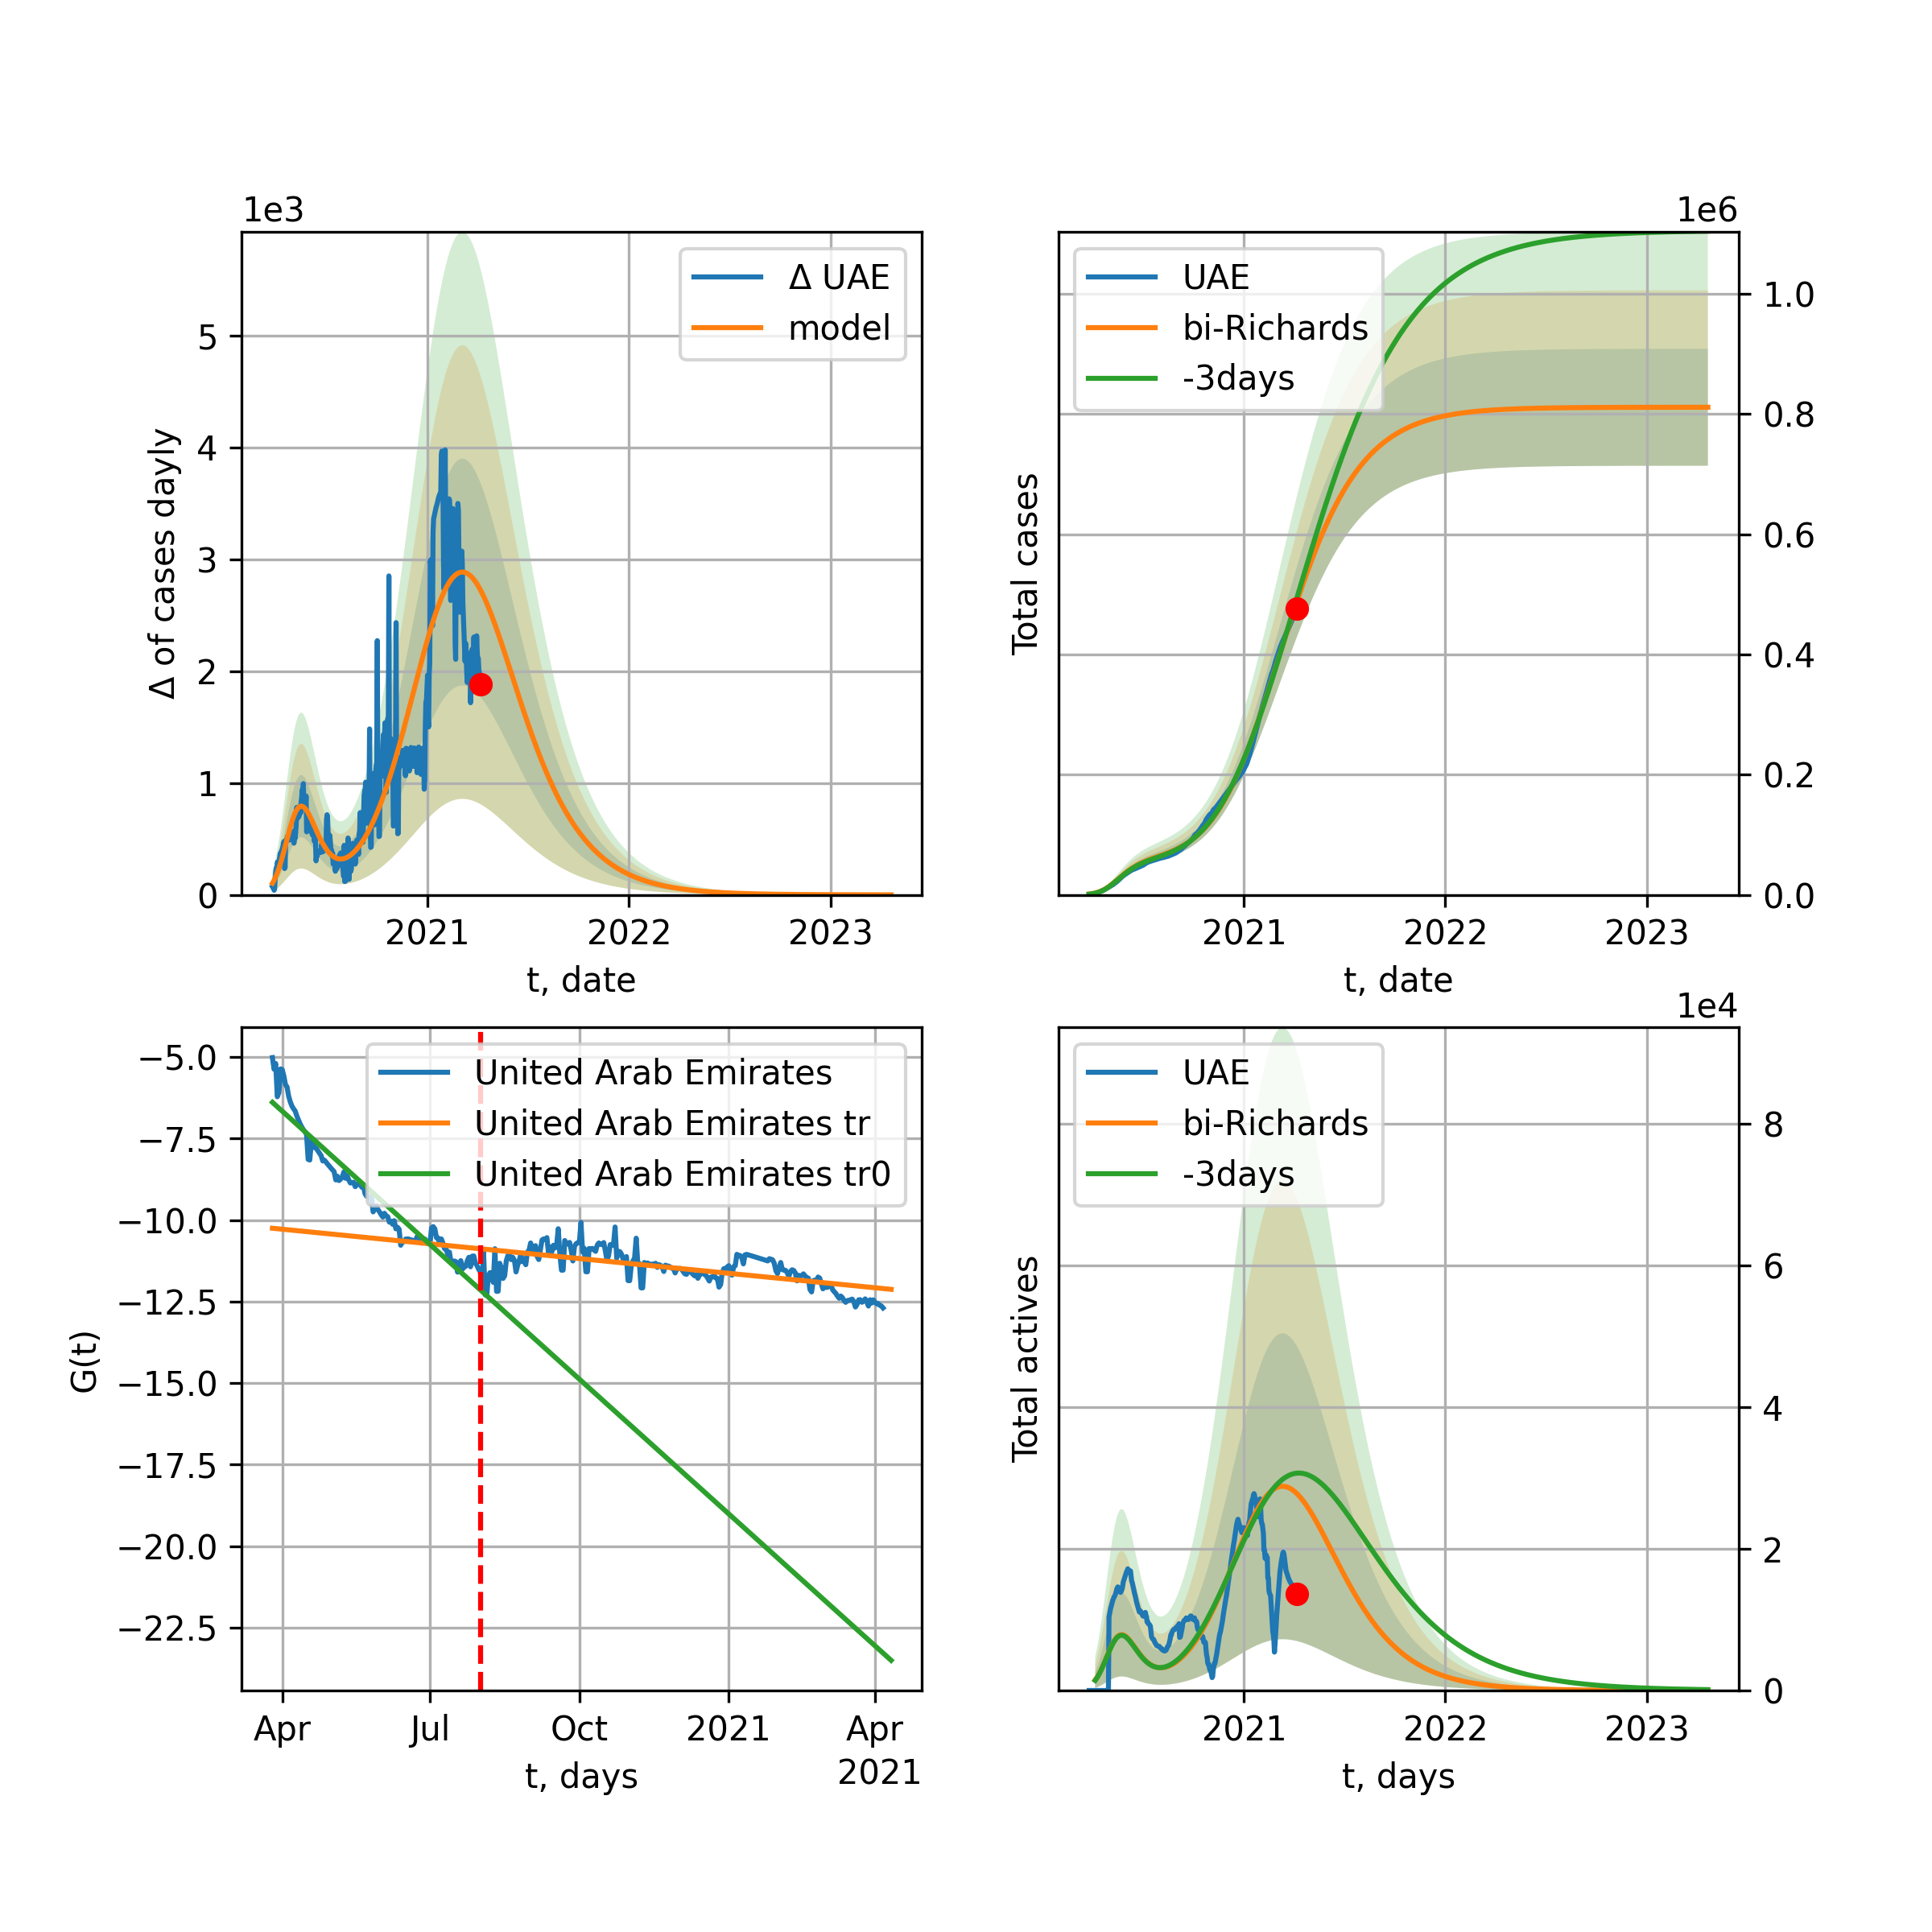 1e3
Δ UAE
model
5
4
3
2
1
0
Δ of cases dayly
2021 2022 2023
t, date
1e6
UAE
bi-Richards
-3days
1.0
0.8
0.6
0.4
0.2
0.0
Total cases
2021 2022 2023
t, date
United Arab Emirates
United Arab Emirates tr
United Arab Emirates tr0
−5.0
−7.5
−10.0
−12.5
−15.0
−17.5
−20.0
−22.5
G(t)
Apr Jul Oct 2021 Apr
2021
t, days
1e4
UAE
bi-Richards
-3days
8
6
4
2
0
Total actives
2021 2022 2023
t, days